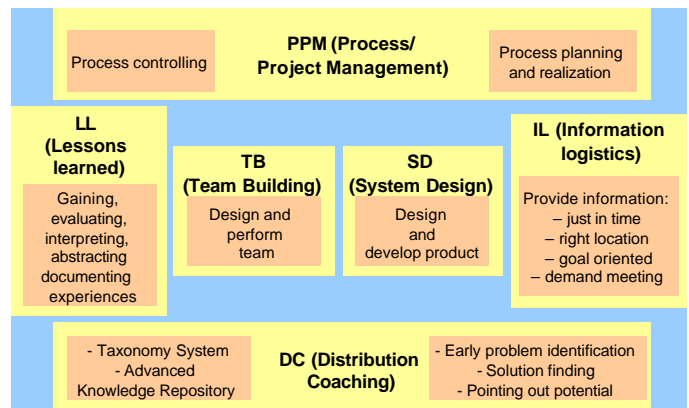 PPM (Process/
Project Management)
Process controlling
Process planning
and realization
LL
(Lessons
learned)
Gaining,
evaluating,
interpreting,
abstracting
documenting
experiences
TB
(Team Building)
Design and
perform
team
SD
(System Design)
Design
and
develop product
IL (Information
logistics)
Provide information:
– just in time
– right location
– goal oriented
– demand meeting
- Taxonomy System
- Advanced
Knowledge Repository
DC (Distribution
Coaching)
- Early problem identification
- Solution finding
- Pointing out potential